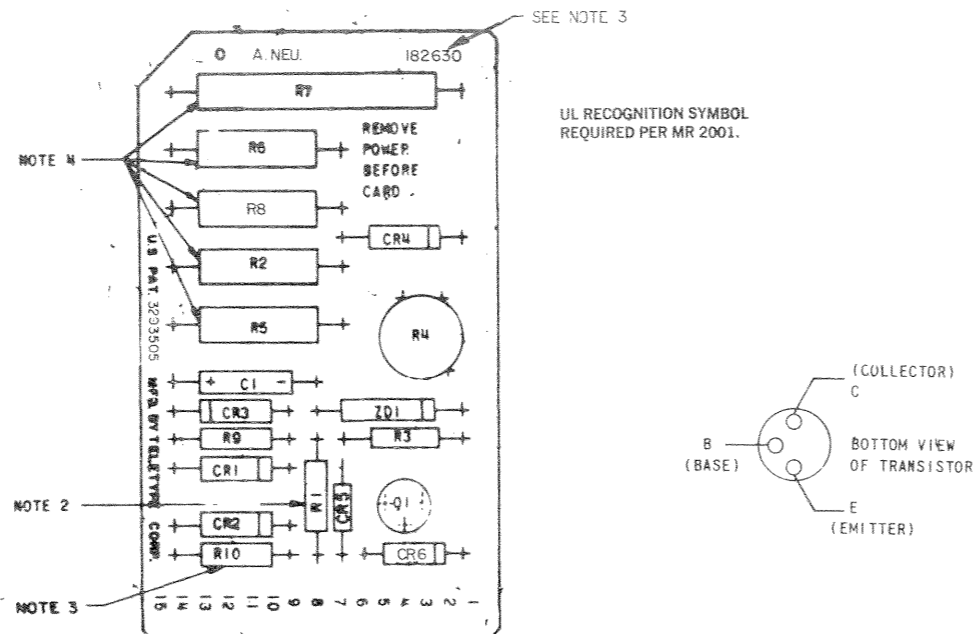 SEE NOTE 3
O A. NEU. 182630
R7
UL RECOGNITION SYMBOL
REQUIRED PER MR 2001.
REMOVE
POWER
BEFORE
CARD
NOTE 4
R6
R8
CR4
R2
R5
R4
U.S PAT. 3293505 MFD BY TELETYPE CORP.
C1
+ -
CR3
ZD1
R9
R3
CR1
NOTE 2
M1
CR5
Q1
CR2
R10
CR6
NOTE 3
15 14 13 12 11 10 9 8 7 6 5 4 3 2 1
(COLLECTOR)
C
B
(BASE)
BOTTOM VIEW
OF TRANSISTOR
E
(EMITTER)